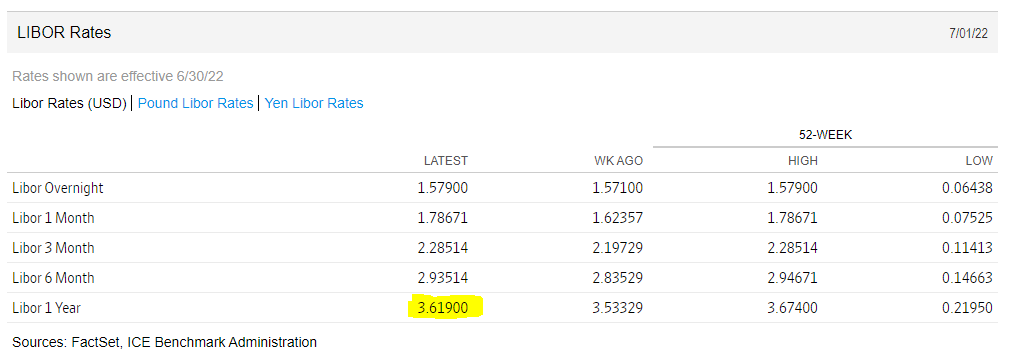 LIBOR Rates 7/01/22
Rates shown are effective 6/30/22
Libor Rates (USD) | Pound Libor Rates | Yen Libor Rates
52-WEEK
LATEST WK AGO HIGH LOW
Libor Overnight 1.57900 1.57100 1.57900 0.06438
Libor 1 Month 1.78671 1.62357 1.78671 0.07525
Libor 3 Month 2.28514 2.19729 2.28514 0.11413
Libor 6 Month 2.93514 2.83529 2.94671 0.14663
Libor 1 Year 3.61900 3.53329 3.67400 0.21950
Sources: FactSet, ICE Benchmark Administration